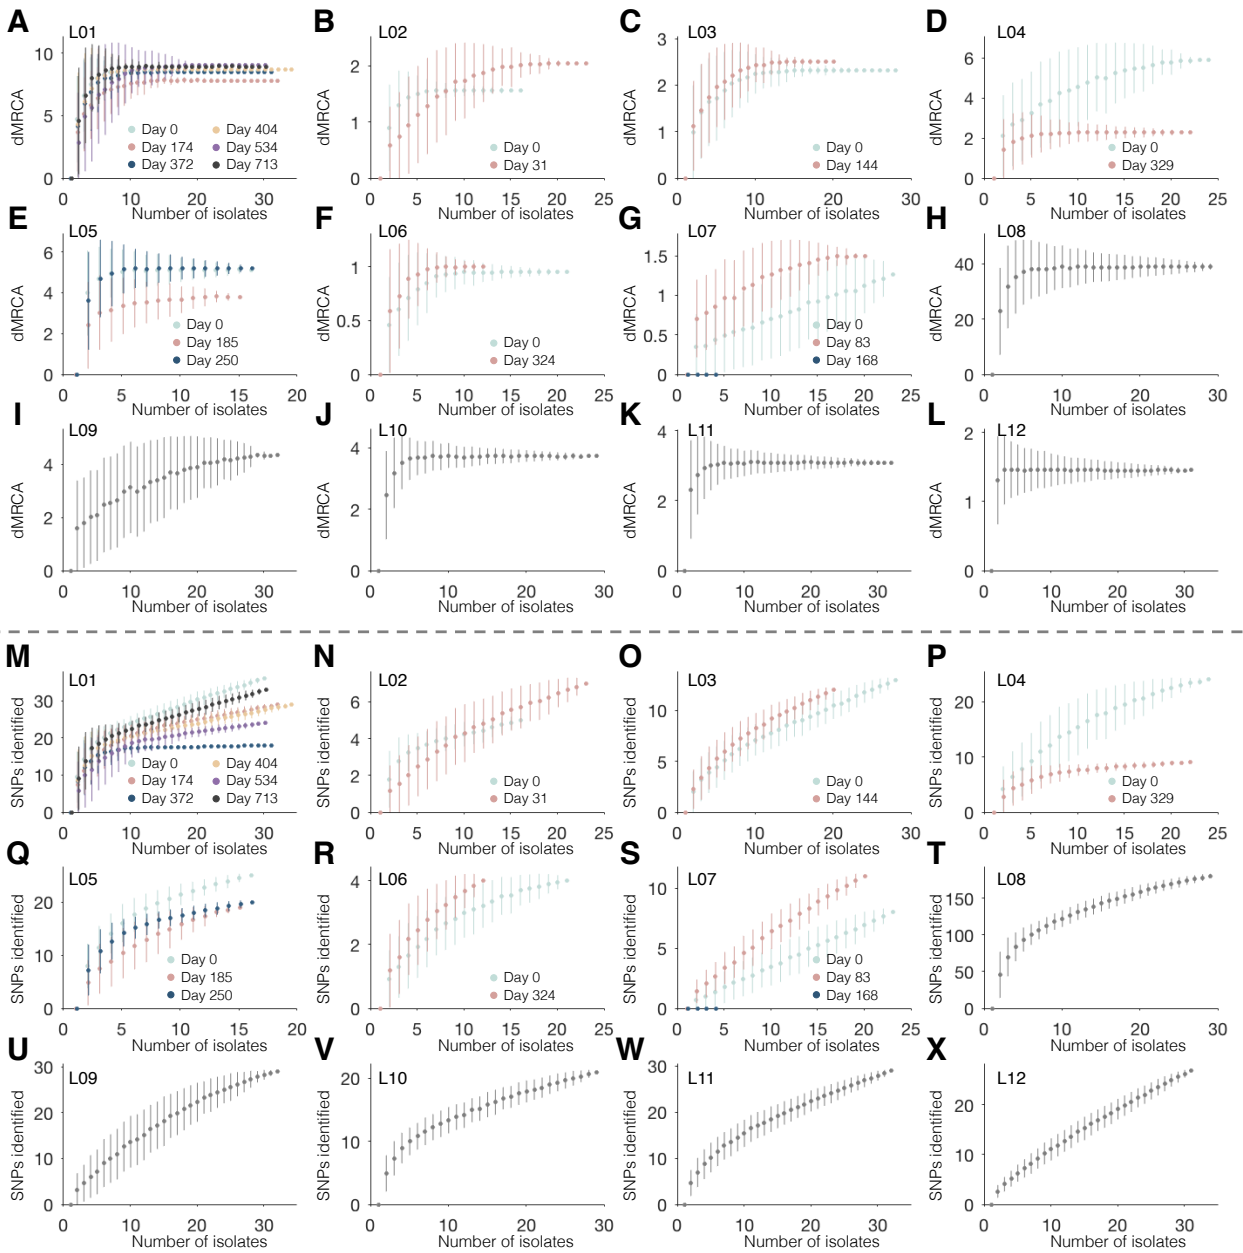 A
L01
dMRCA
10
5
0
Day 0
Day 174
Day 372
Day 404
Day 534
Day 713
0 10 20 30
Number of isolates
B
L02
dMRCA
2
1
0
Day 0
Day 31
0 5 10 15 20 25
Number of isolates
C
L03
dMRCA
3
2
1
0
Day 0
Day 144
0 10 20 30
Number of isolates
D
L04
dMRCA
6
4
2
0
Day 0
Day 329
0 5 10 15 20 25
Number of isolates
E
L05
dMRCA
6
4
2
0
Day 0
Day 185
Day 250
0 5 10 15 20
Number of isolates
F
L06
dMRCA
1
0.5
0
Day 0
Day 324
0 5 10 15 20 25
Number of isolates
G
L07
dMRCA
1.5
1
0.5
0
Day 0
Day 83
Day 168
0 5 10 15 20 25
Number of isolates
H
L08
dMRCA
40
20
0
0 10 20 30
Number of isolates
I
L09
dMRCA
4
2
0
0 10 20 30
Number of isolates
J
L10
dMRCA
4
2
0
0 10 20 30
Number of isolates
K
L11
dMRCA
4
2
0
0 10 20 30
Number of isolates
L
L12
dMRCA
2
1
0
0 10 20 30
Number of isolates
M
L01
SNPs identified
30
20
10
0
Day 0
Day 174
Day 372
Day 404
Day 534
Day 713
0 10 20 30
Number of isolates
N
L02
SNPs identified
6
4
2
0
Day 0
Day 31
0 5 10 15 20 25
Number of isolates
O
L03
SNPs identified
10
5
0
Day 0
Day 144
0 10 20 30
Number of isolates
P
L04
SNPs identified
20
10
0
Day 0
Day 329
0 5 10 15 20 25
Number of isolates
Q
L05
SNPs identified
20
10
0
Day 0
Day 185
Day 250
0 5 10 15 20
Number of isolates
R
L06
SNPs identified
4
2
0
Day 0
Day 324
0 5 10 15 20 25
Number of isolates
S
L07
SNPs identified
10
5
0
Day 0
Day 83
Day 168
0 5 10 15 20 25
Number of isolates
T
L08
SNPs identified
150
100
50
0
0 10 20 30
Number of isolates
U
L09
SNPs identified
30
20
10
0
0 10 20 30
Number of isolates
V
L10
SNPs identified
20
10
0
0 10 20 30
Number of isolates
W
L11
SNPs identified
30
20
10
0
0 10 20 30
Number of isolates
X
L12
SNPs identified
20
10
0
0 10 20 30
Number of isolates